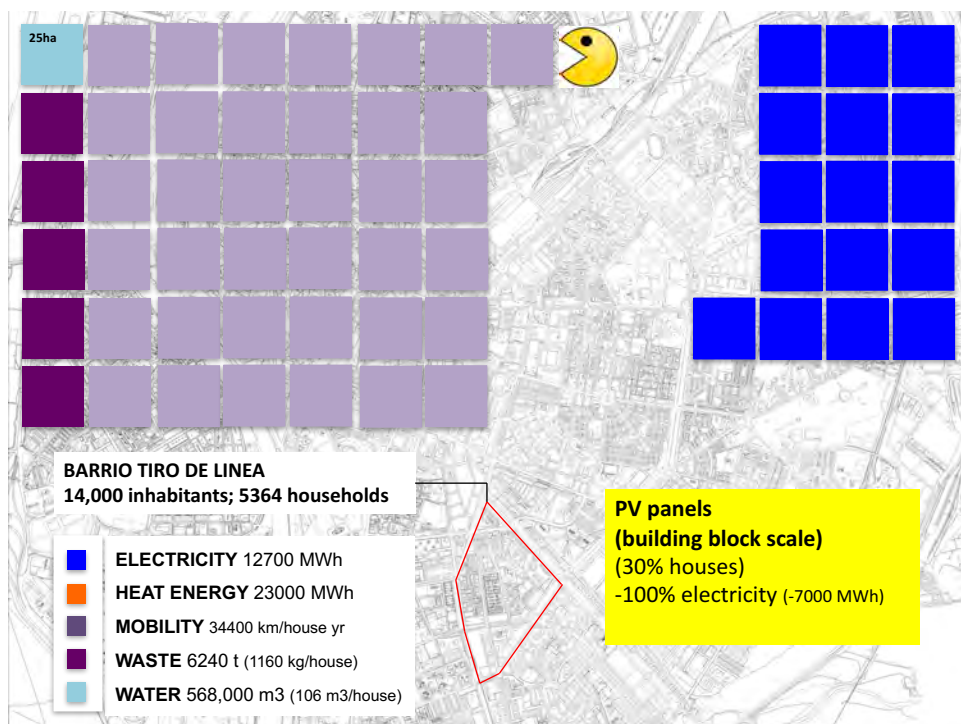 25ha
BARRIO TIRO DE LINEA
14,000 inhabitants; 5364 households
ELECTRICITY 12700 MWh
HEAT ENERGY 23000 MWh
MOBILITY 34400 km/house yr
WASTE 6240 t (1160 kg/house)
WATER 568,000 m3 (106 m3/house)
PV panels
(building block scale)
(30% houses)
-100% electricity (-7000 MWh)